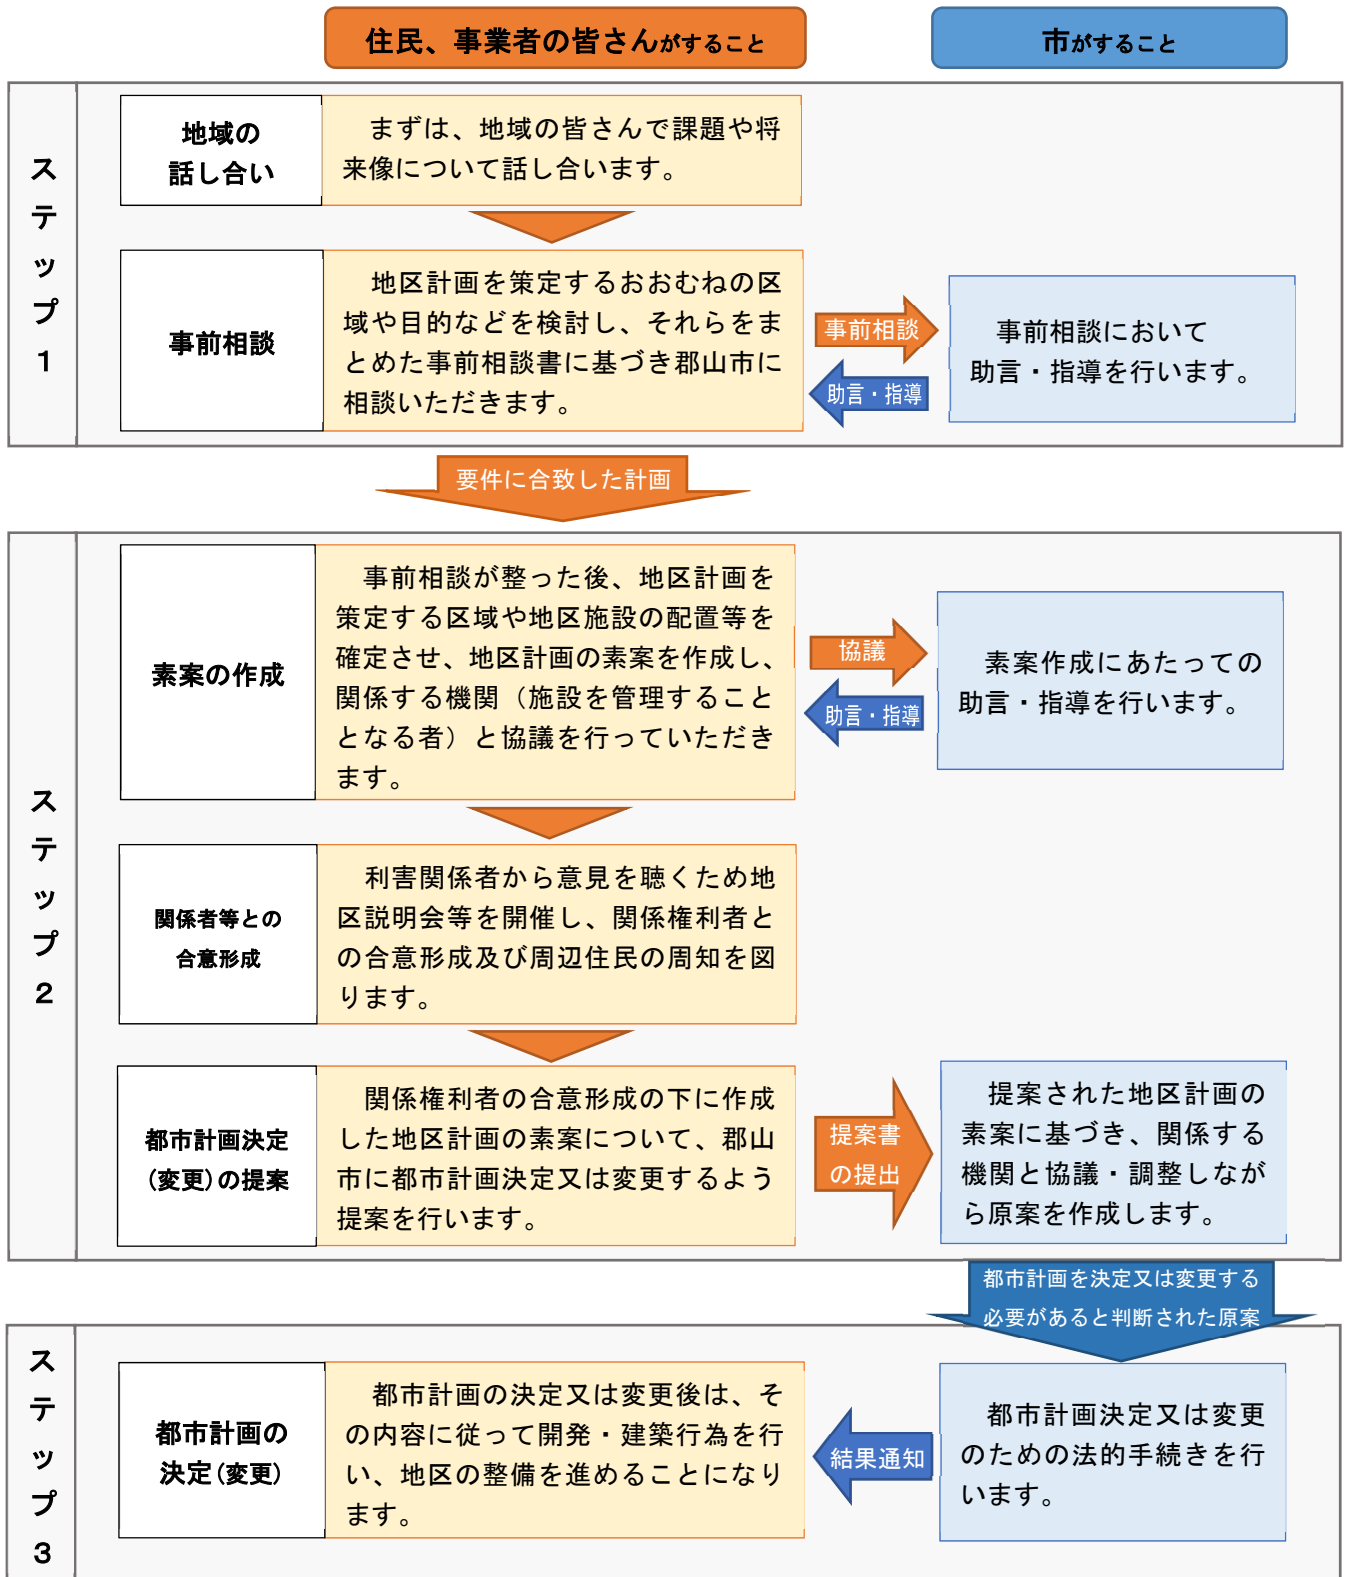 住民、事業者の皆さんがすること
市がすること
ステップ1
地域の
話し合い
まずは、地域の皆さんで課題や将
来像について話し合います。
事前相談
地区計画を策定するおおむねの区
域や目的などを検討し、それらをま
とめた事前相談書に基づき郡山市に
相談いただきます。
事前相談
助言・指導
事前相談において
助言・指導を行います。
要件に合致した計画
ステップ2
素案の作成
事前相談が整った後、地区計画を
策定する区域や地区施設の配置等を
確定させ、地区計画の素案を作成し、
関係する機関（施設を管理すること
となる者）と協議を行っていただき
ます。
協議
助言・指導
素案作成にあたっての
助言・指導を行います。
関係者等との
合意形成
利害関係者から意見を聴くため地
区説明会等を開催し、関係権利者と
の合意形成及び周辺住民の周知を図
ります。
都市計画決定
（変更）の提案
関係権利者の合意形成の下に作成
した地区計画の素案について、郡山
市に都市計画決定又は変更するよう
提案を行います。
提案書
の提出
提案された地区計画の
素案に基づき、関係する
機関と協議・調整しなが
ら原案を作成します。
都市計画を決定又は変更する
必要があると判断された原案
ステップ3
都市計画の
決定（変更）
都市計画の決定又は変更後は、そ
の内容に従って開発・建築行為を行
い、地区の整備を進めることになり
ます。
結果通知
都市計画決定又は変更
のための法的手続きを行
います。